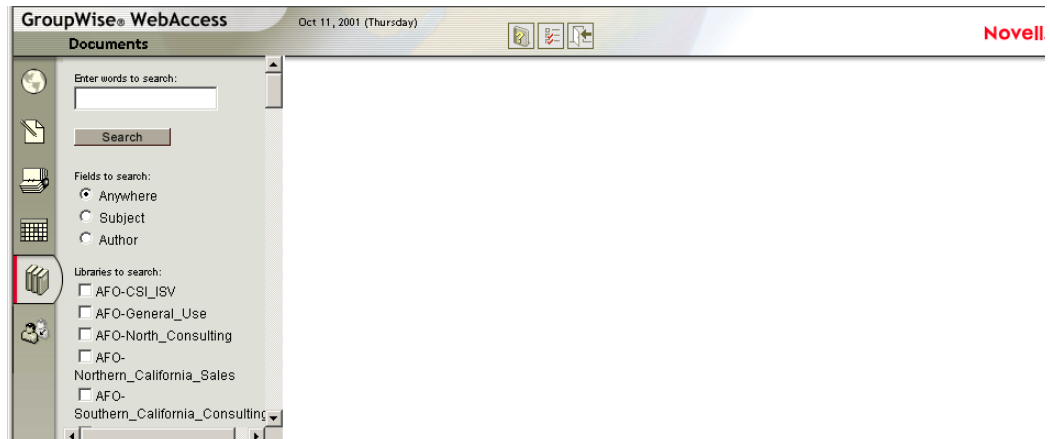 GroupWise® WebAccess
Oct 11, 2001 (Thursday)
Novell.
Documents
Enter words to search:
Search
Fields to search:
Anywhere
Subject
Author
Libraries to search:
AFO-CSI_ISV
AFO-General_Use
AFO-North_Consulting
AFO-
Northern_California_Sales
AFO-
Southern_California_Consulting